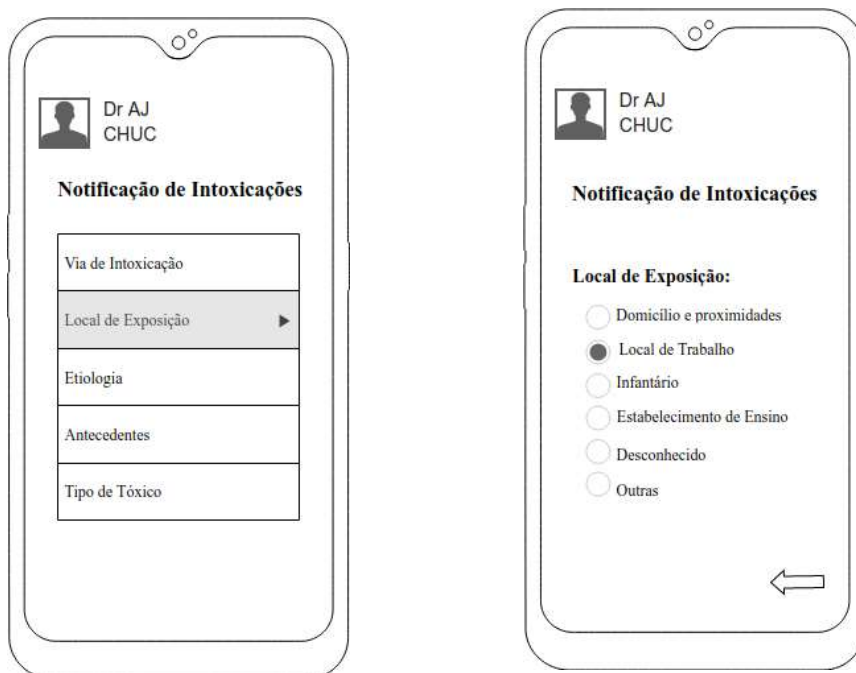 Dr AJ
CHUC
Notificação de Intoxicações
Via de Intoxicação
Local de Exposição
Etiologia
Antecedentes
Tipo de Tóxico
Dr AJ
CHUC
Notificação de Intoxicações
Local de Exposição:
Domicílio e proximidades
Local de Trabalho
Infantário
Estabelecimento de Ensino
Desconhecido
Outras